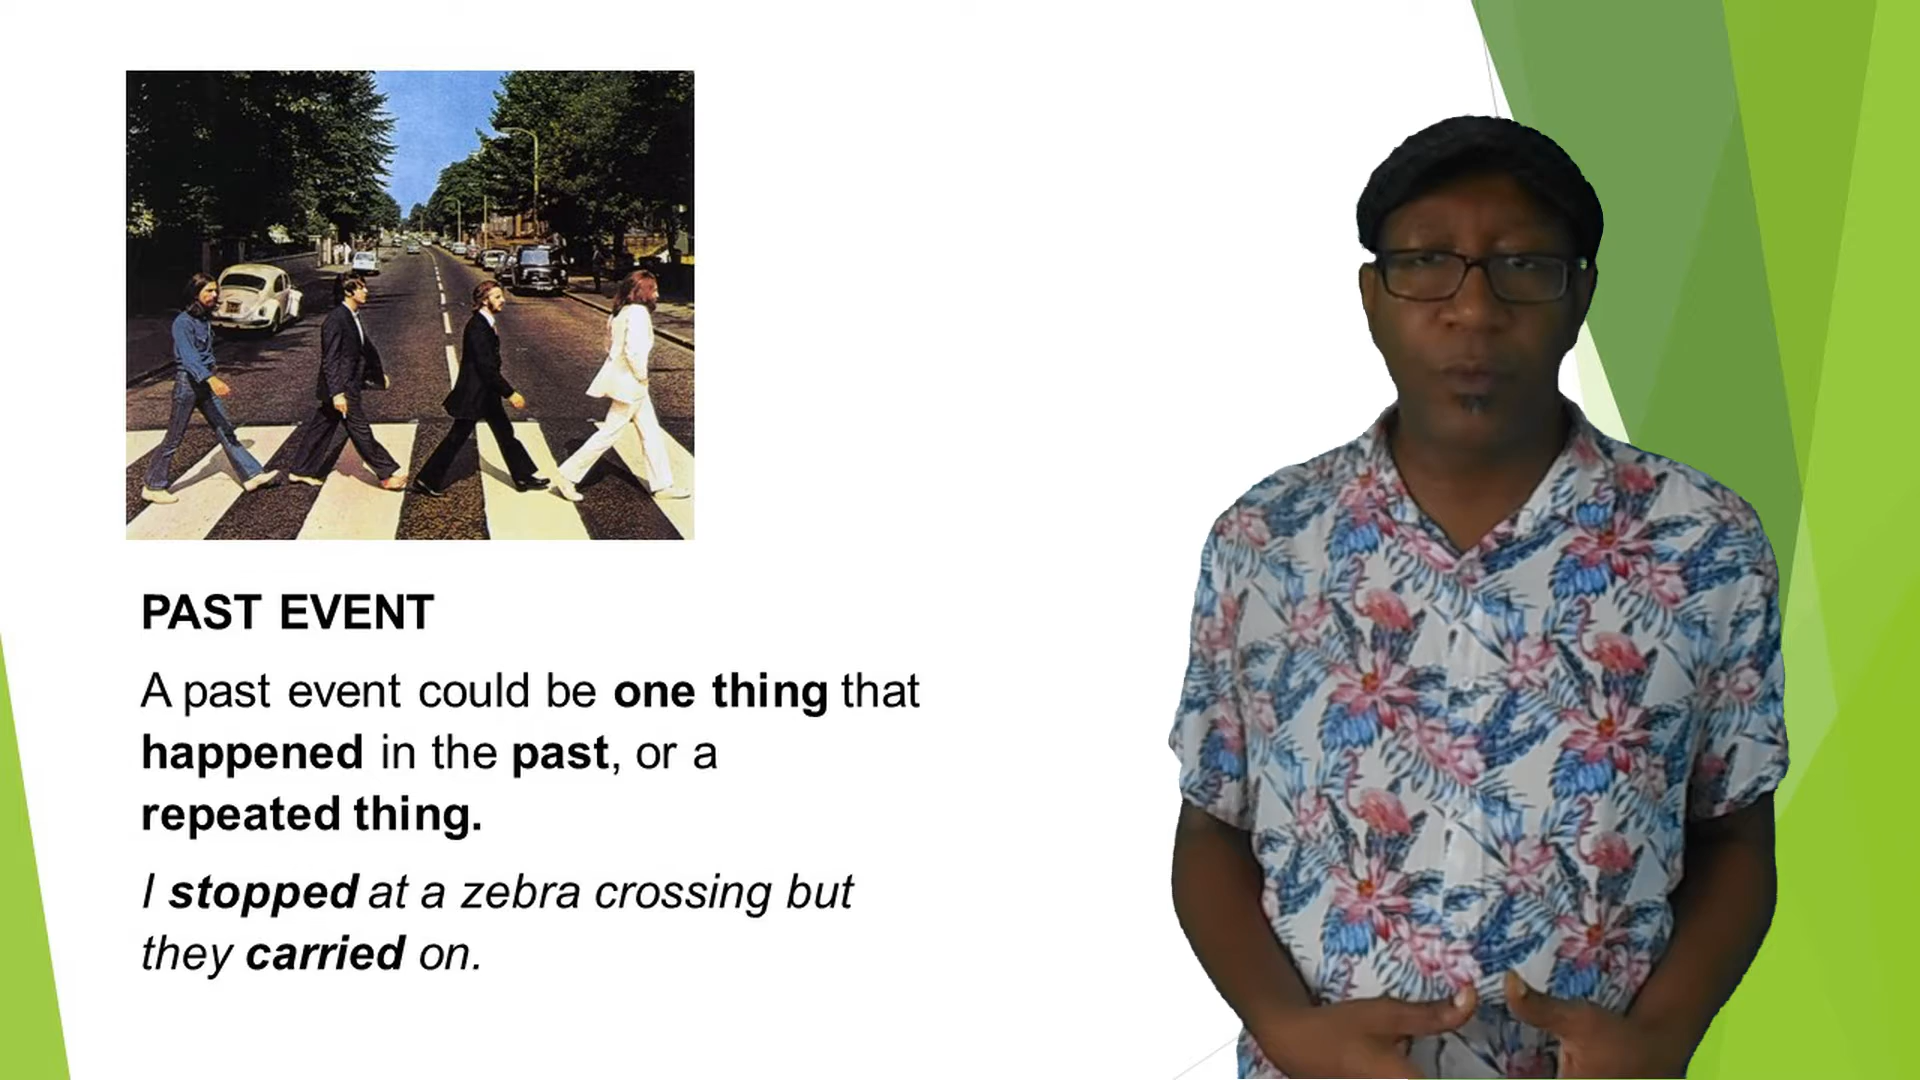 PAST EVENT
A past event could be one thing that
happened in the past, or a
repeated thing.
I stopped at a zebra crossing but
they carried on.